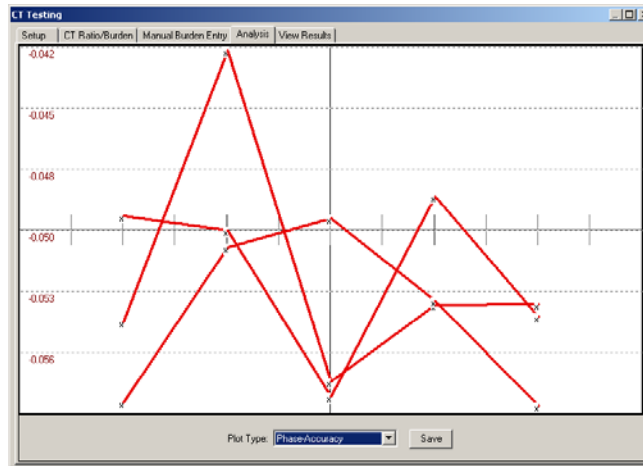 CT Testing
Setup CT Ratio/Burden Manual Burden Entry Analysis View Results
-0.042
-0.045
-0.048
-0.050
-0.053
-0.056
Plot Type: Phase-Accuracy Save